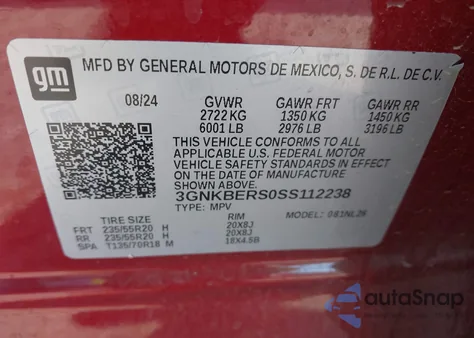 gm
MFD BY GENERAL MOTORS DE MEXICO, S. DE R.L. DE C.V.
08/24 GVWR GAWR FRT GAWR RR
2722 KG 1350 KG 1450 KG
6001 LB 2976 LB 3196 LB
THIS VEHICLE CONFORMS TO ALL
APPLICABLE U.S. FEDERAL MOTOR
VEHICLE SAFETY STANDARDS IN EFFECT
ON THE DATE OF MANUFACTURE
SHOWN ABOVE.
3GNKBERS0SS112238
TYPE: MPV MODEL: 081NL26
TIRE SIZE RIM
FRT 235/55R20 H 20X8J
RR 235/55R20 H 20X8J
SPA T135/70R18 M 18X4.5B
autoSnap